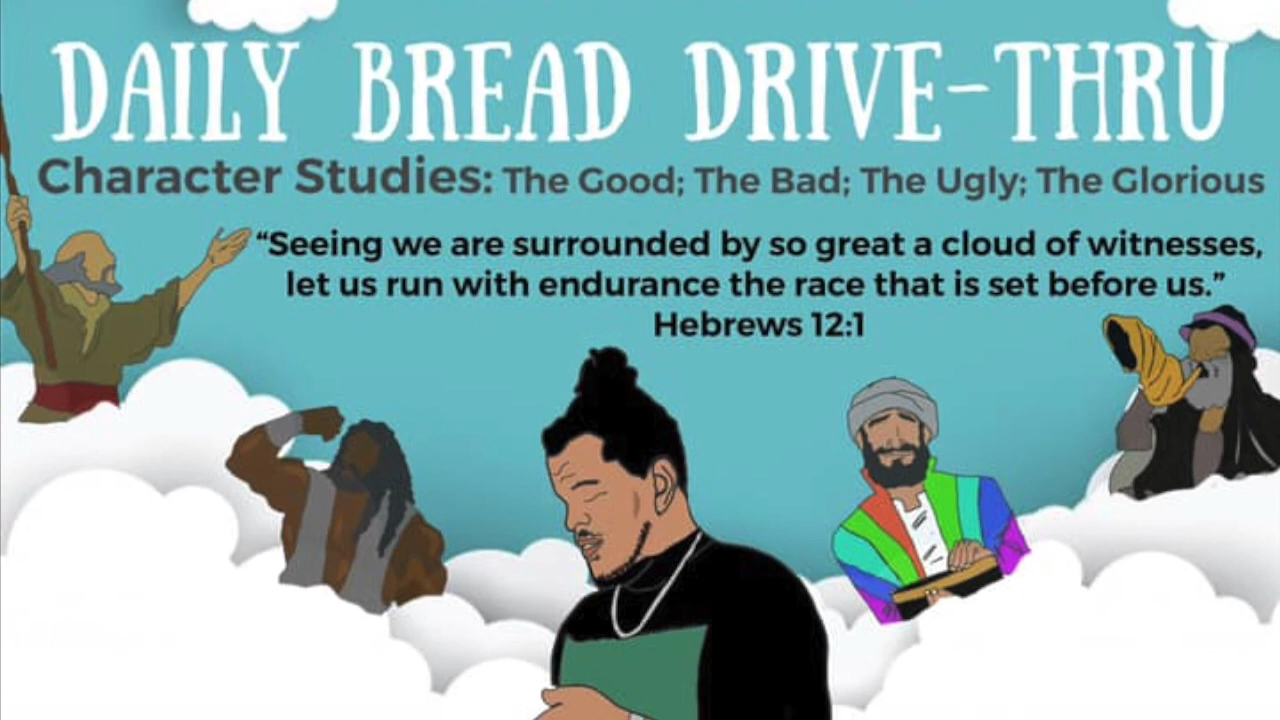 DAILY BREAD DRIVE-THRU
Character Studies: The Good; The Bad; The Ugly; The Glorious
“Seeing we are surrounded by so great a cloud of witnesses,
let us run with endurance the race that is set before us.”
Hebrews 12:1